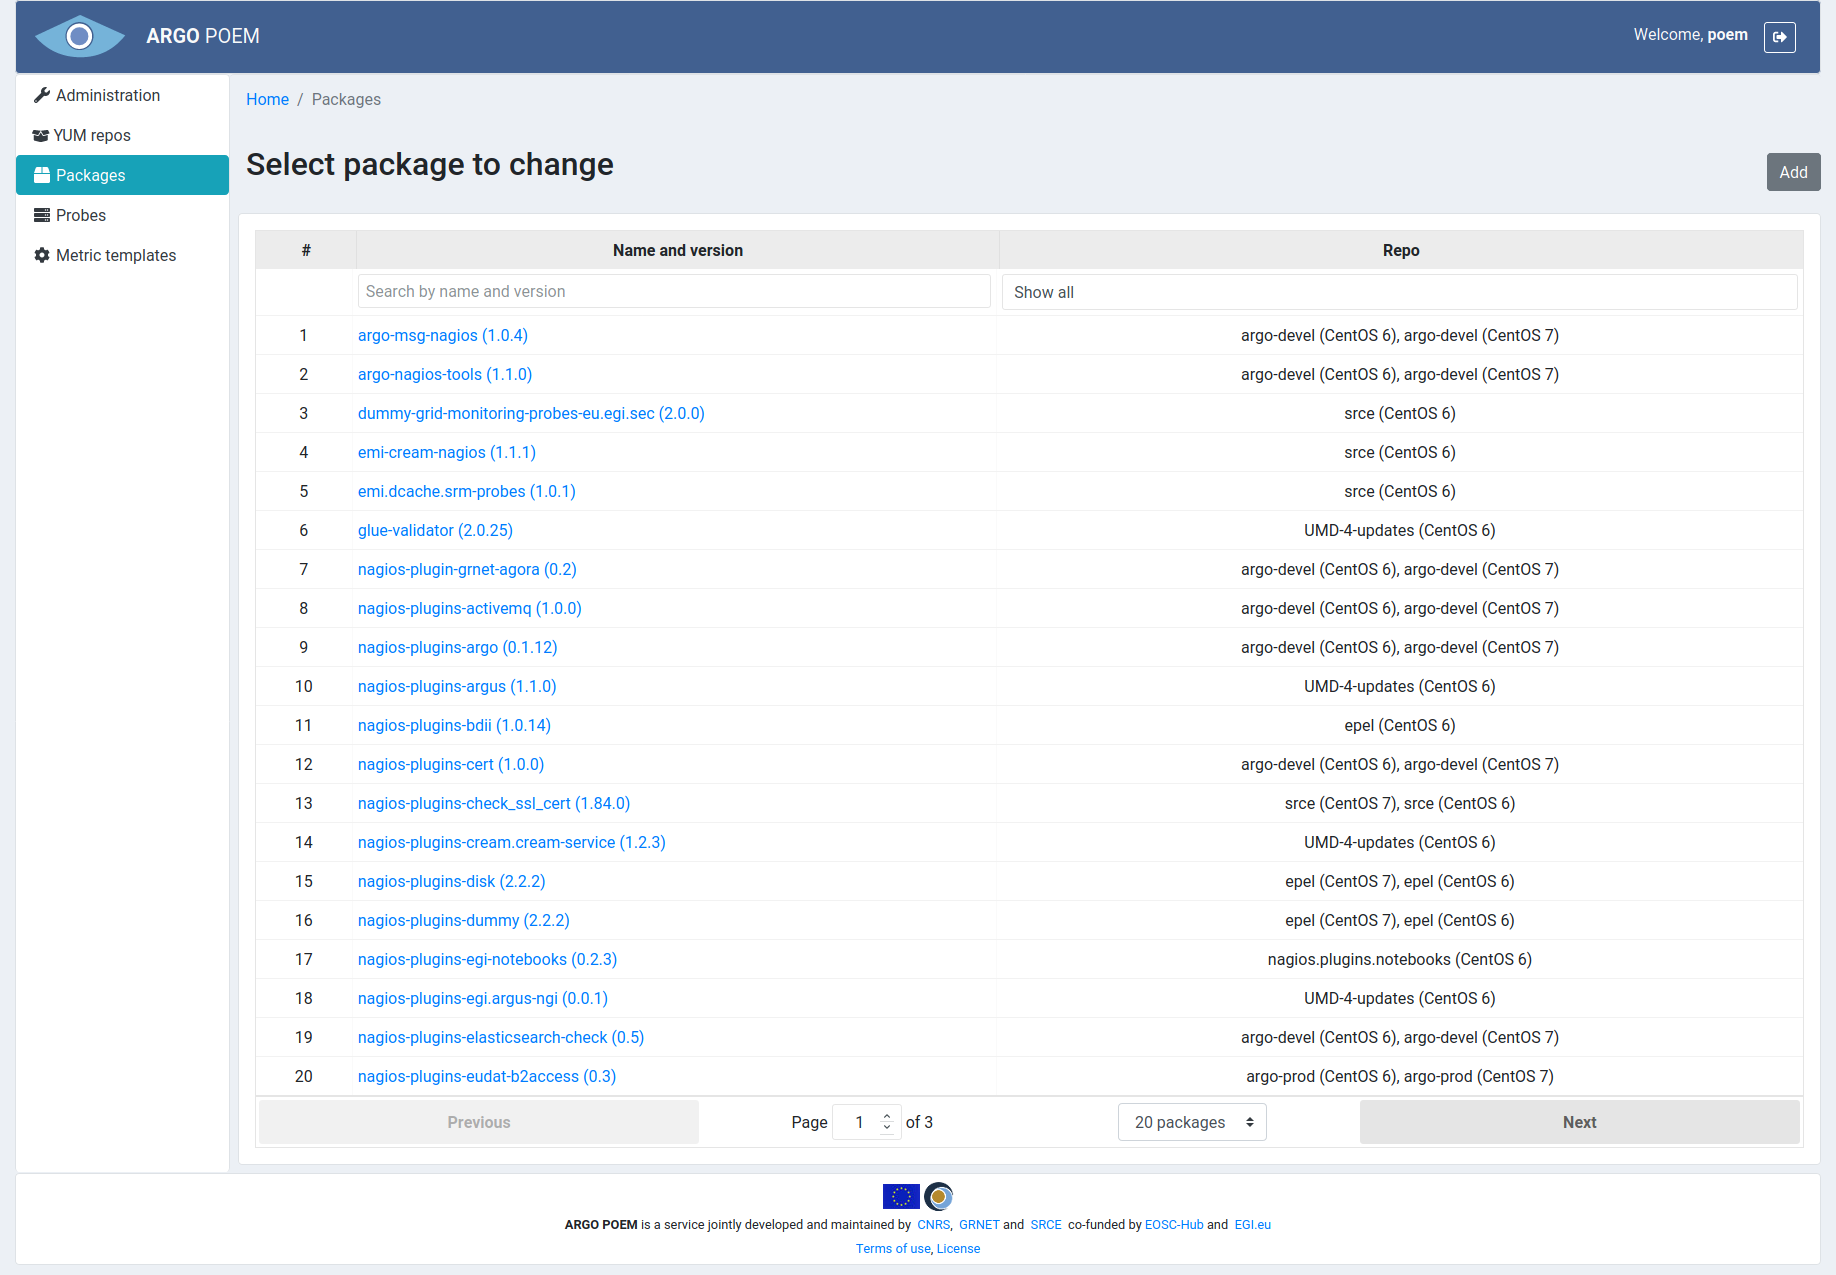 ARGO POEM
Welcome, poem
Administration
YUM repos
Packages
Probes
Metric templates
Home / Packages
Select package to change
Add
# Name and version Repo
Search by name and version Show all
1 argo-msg-nagios (1.0.4) argo-devel (CentOS 6), argo-devel (CentOS 7)
2 argo-nagios-tools (1.1.0) argo-devel (CentOS 6), argo-devel (CentOS 7)
3 dummy-grid-monitoring-probes-eu.egi.sec (2.0.0) srce (CentOS 6)
4 emi-cream-nagios (1.1.1) srce (CentOS 6)
5 emi.dcache.srm-probes (1.0.1) srce (CentOS 6)
6 glue-validator (2.0.25) UMD-4-updates (CentOS 6)
7 nagios-plugin-grnet-agora (0.2) argo-devel (CentOS 6), argo-devel (CentOS 7)
8 nagios-plugins-activemq (1.0.0) argo-devel (CentOS 6), argo-devel (CentOS 7)
9 nagios-plugins-argo (0.1.12) argo-devel (CentOS 6), argo-devel (CentOS 7)
10 nagios-plugins-argus (1.1.0) UMD-4-updates (CentOS 6)
11 nagios-plugins-bdii (1.0.14) epel (CentOS 6)
12 nagios-plugins-cert (1.0.0) argo-devel (CentOS 6), argo-devel (CentOS 7)
13 nagios-plugins-check_ssl_cert (1.84.0) srce (CentOS 7), srce (CentOS 6)
14 nagios-plugins-cream.cream-service (1.2.3) UMD-4-updates (CentOS 6)
15 nagios-plugins-disk (2.2.2) epel (CentOS 7), epel (CentOS 6)
16 nagios-plugins-dummy (2.2.2) epel (CentOS 7), epel (CentOS 6)
17 nagios-plugins-egi-notebooks (0.2.3) nagios.plugins.notebooks (CentOS 6)
18 nagios-plugins-egi.argus-ngi (0.0.1) UMD-4-updates (CentOS 6)
19 nagios-plugins-elasticsearch-check (0.5) argo-devel (CentOS 6), argo-devel (CentOS 7)
20 nagios-plugins-eudat-b2access (0.3) argo-prod (CentOS 6), argo-prod (CentOS 7)
Previous Page 1 of 3 20 packages Next
ARGO POEM is a service jointly developed and maintained by CNRS, GRNET and SRCE co-funded by EOSC-Hub and EGI.eu
Terms of use, License